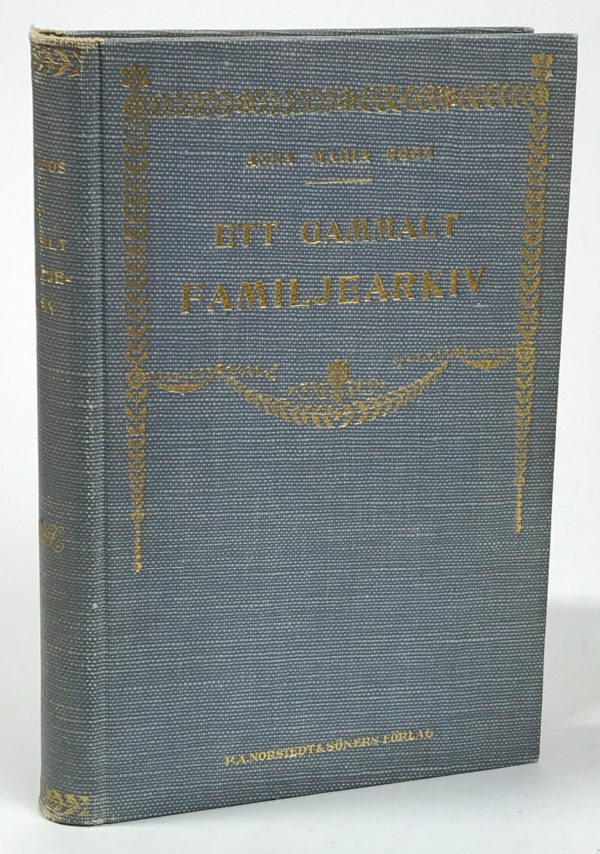 ANNA MARIA ROOS
ETT GAMMALT
FAMILJEARKIV
P. A. NORSTEDT & SÖNERS FÖRLAG